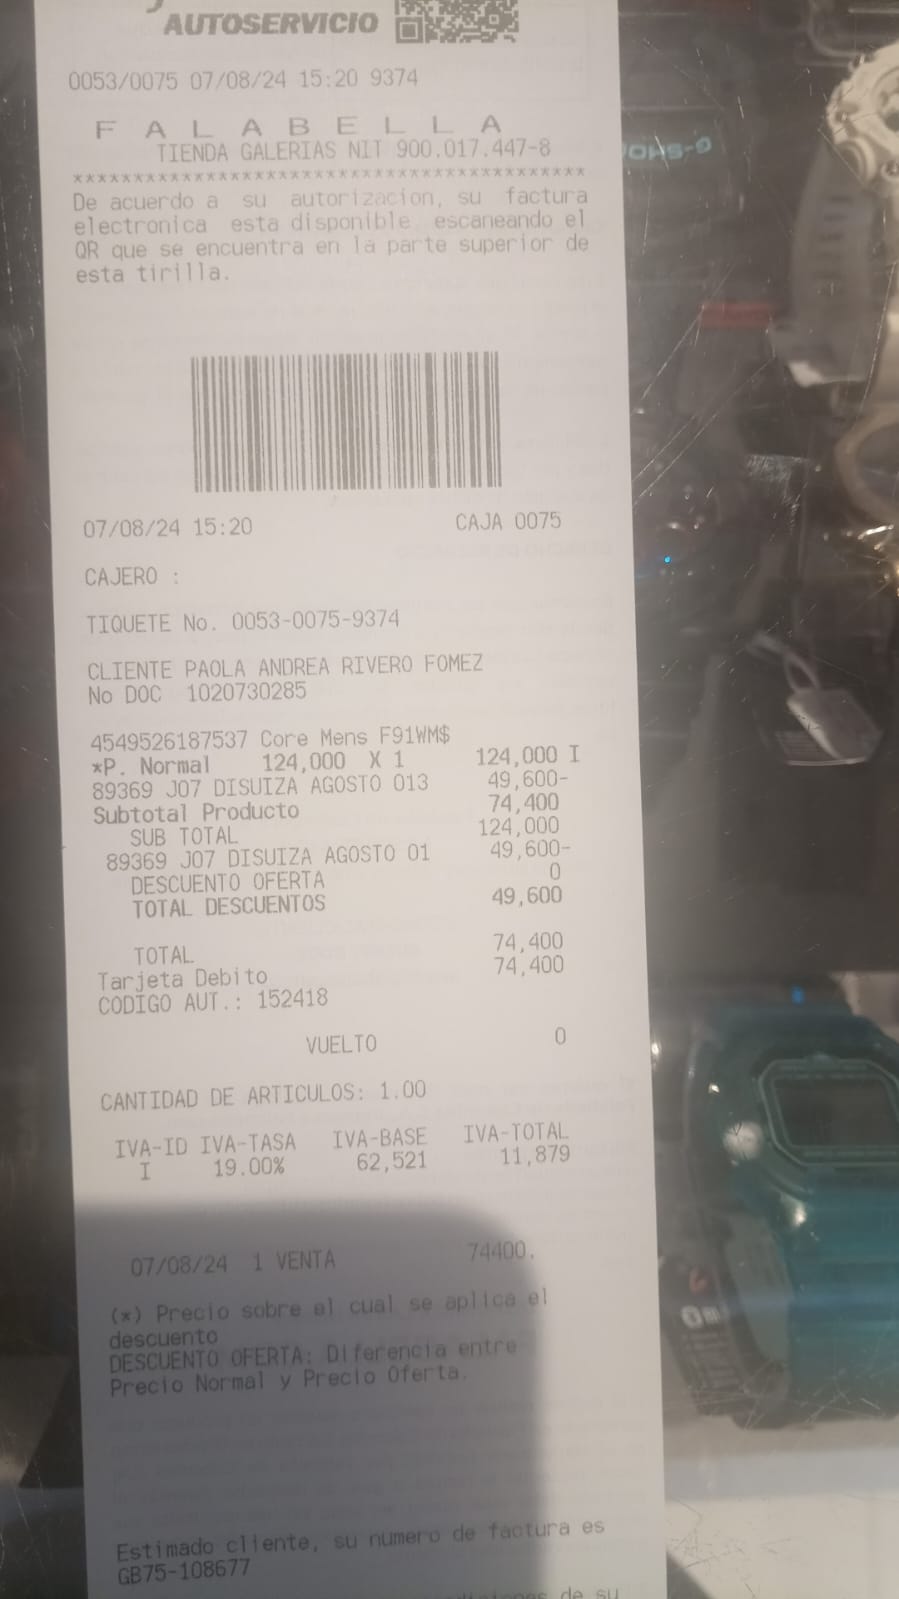 AUTOSERVICIO
0053/0075 07/08/24 15:20 9374
F A L A B E L L A
TIENDA GALERIAS NIT 900.017.447-8
******************************************
De acuerdo a su autorizacion, su factura
electronica esta disponible escaneando el
QR que se encuentra en la parte superior de
esta tirilla.
07/08/24 15:20 CAJA 0075
CAJERO :
TIQUETE No. 0053-0075-9374
CLIENTE PAOLA ANDREA RIVERO FOMEZ
No DOC 1020730285
4549526187537 Core Mens F91WM$
*P. Normal 124,000 X 1 124,000 I
89369 J07 DISUIZA AGOSTO 013 49,600-
Subtotal Producto 74,400
SUB TOTAL 124,000
89369 J07 DISUIZA AGOSTO 01 49,600-
DESCUENTO OFERTA 0
TOTAL DESCUENTOS 49,600
TOTAL 74,400
Tarjeta Debito 74,400
CODIGO AUT.: 152418
VUELTO 0
CANTIDAD DE ARTICULOS: 1.00
IVA-ID IVA-TASA IVA-BASE IVA-TOTAL
I 19.00% 62,521 11,879
07/08/24 1 VENTA 74400.
(*) Precio sobre el cual se aplica el
descuento
DESCUENTO OFERTA: Diferencia entre
Precio Normal y Precio Oferta.
Estimado cliente, su numero de factura es
GB75-108677
de su